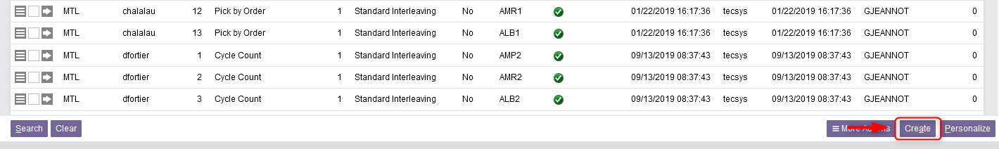 MTL chalalau 12 Pick by Order 1 Standard Interleaving No AMR1 01/22/2019 16:17:36 tecsys 01/22/2019 16:17:36 GJEANNOT 0
MTL chalalau 13 Pick by Order 1 Standard Interleaving No ALB1 01/22/2019 16:17:36 tecsys 01/22/2019 16:17:36 GJEANNOT 0
MTL dfortier 1 Cycle Count 1 Standard Interleaving No AMP2 09/13/2019 08:37:43 tecsys 09/13/2019 08:37:43 GJEANNOT 0
MTL dfortier 2 Cycle Count 1 Standard Interleaving No AMR2 09/13/2019 08:37:43 tecsys 09/13/2019 08:37:43 GJEANNOT 0
MTL dfortier 3 Cycle Count 1 Standard Interleaving No ALB2 09/13/2019 08:37:43 tecsys 09/13/2019 08:37:43 GJEANNOT 0
Search Clear More Actions Create Personalize